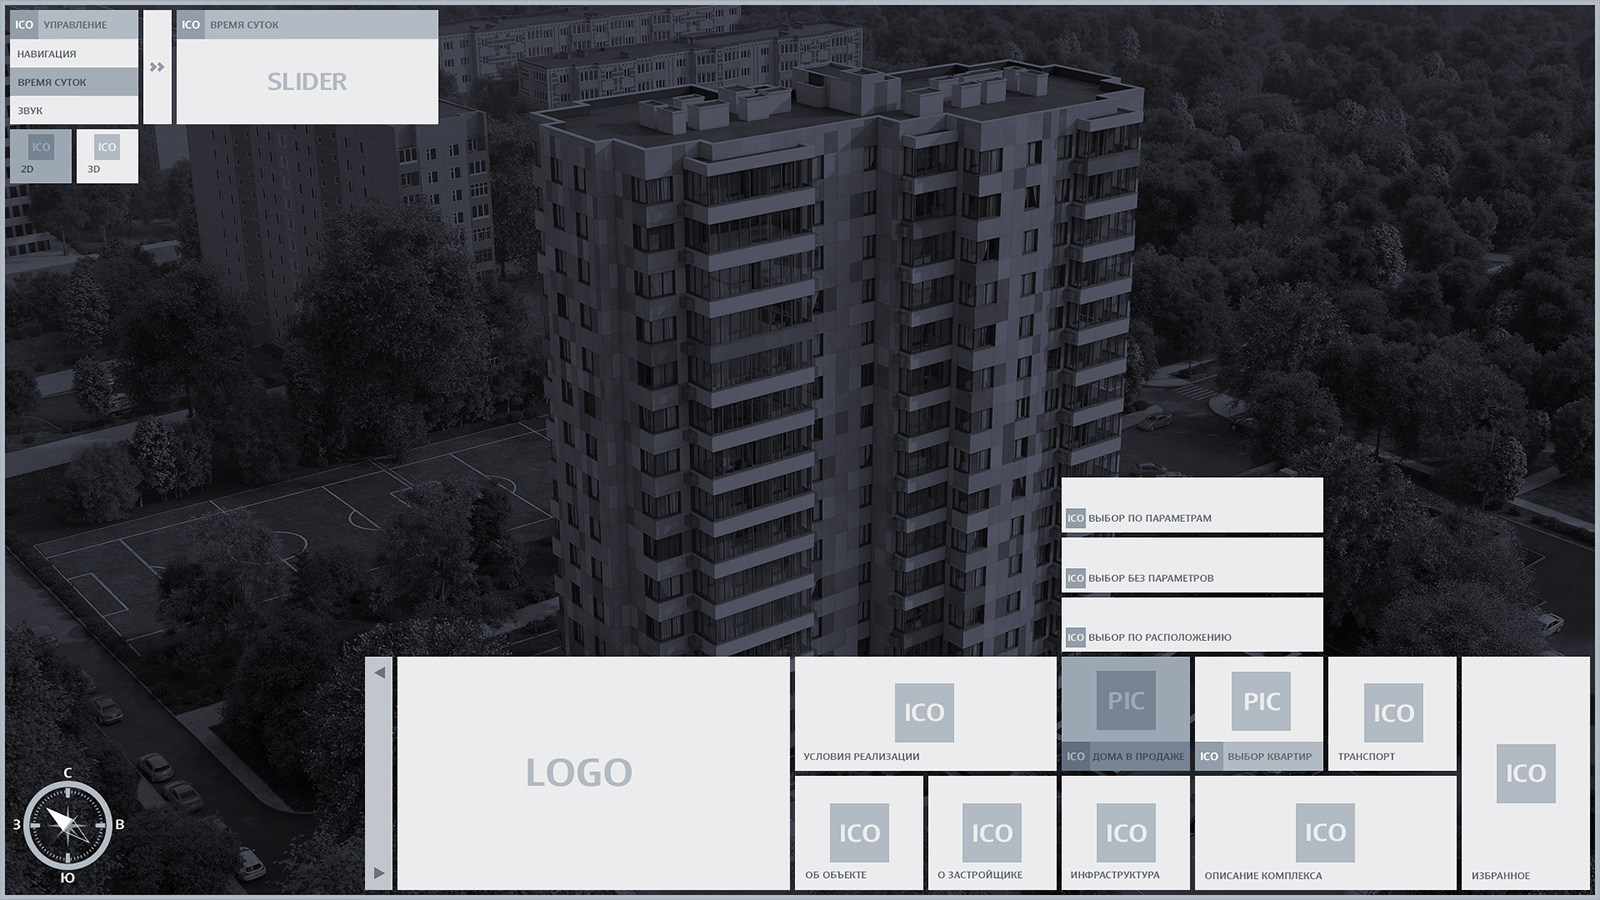 ICO УПРАВЛЕНИЕ
НАВИГАЦИЯ
ВРЕМЯ СУТОК
ЗВУК
ICO ВРЕМЯ СУТОК
SLIDER
ICO
2D
ICO
3D
ICO ВЫБОР ПО ПАРАМЕТРАМ
ICO ВЫБОР БЕЗ ПАРАМЕТРОВ
ICO ВЫБОР ПО РАСПОЛОЖЕНИЮ
LOGO
ICO
УСЛОВИЯ РЕАЛИЗАЦИИ
PIC
ICO ДОМА В ПРОДАЖЕ
PIC
ICO ВЫБОР КВАРТИР
ICO
ТРАНСПОРТ
ICO
ИЗБРАННОЕ
ICO
ОБ ОБЪЕКТЕ
ICO
О ЗАСТРОЙЩИКЕ
ICO
ИНФРАСТРУКТУРА
ICO
ОПИСАНИЕ КОМПЛЕКСА
С
З
В
Ю